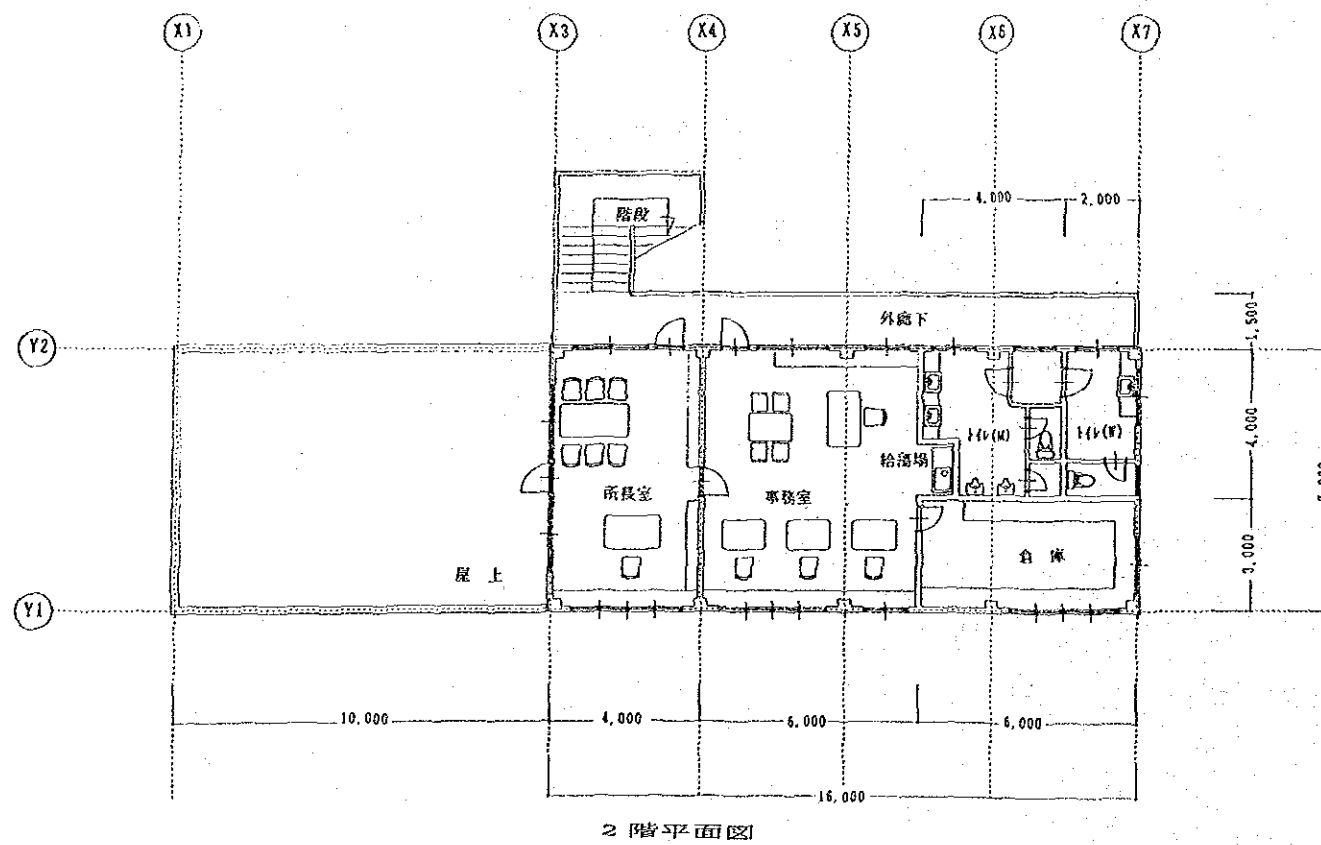 X1 X3 X4 X5 X6 X7
4,000 2,000
階段
外廊下
1,500
Y2
トイレ(M) トイレ(W)
4,000
給湯場
所長室 事務室
倉庫
3,000
屋上
Y1
10,000 4,000 6,000 6,000
16,000
2階平面図